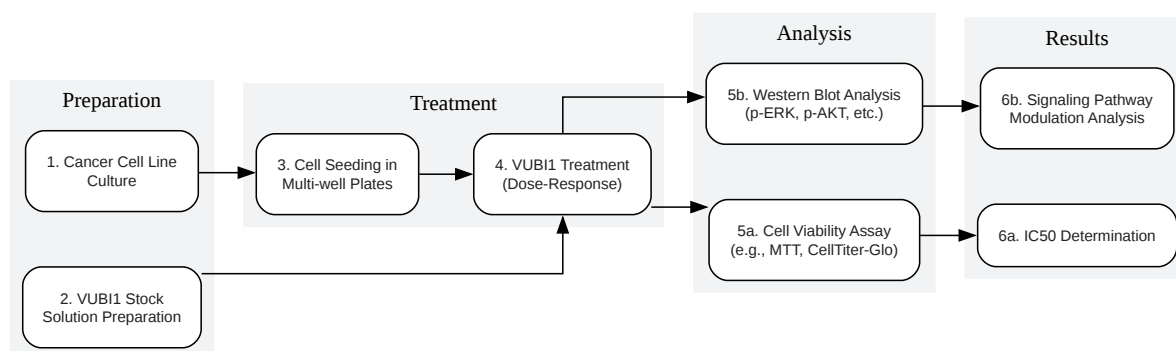 Preparation
1. Cancer Cell Line
Culture
2. VUBI1 Stock
Solution Preparation
Treatment
3. Cell Seeding in
Multi-well Plates
4. VUBI1 Treatment
(Dose-Response)
Analysis
5b. Western Blot Analysis
(p-ERK, p-AKT, etc.)
5a. Cell Viability Assay
(e.g., MTT, CellTiter-Glo)
Results
6b. Signaling Pathway
Modulation Analysis
6a. IC50 Determination